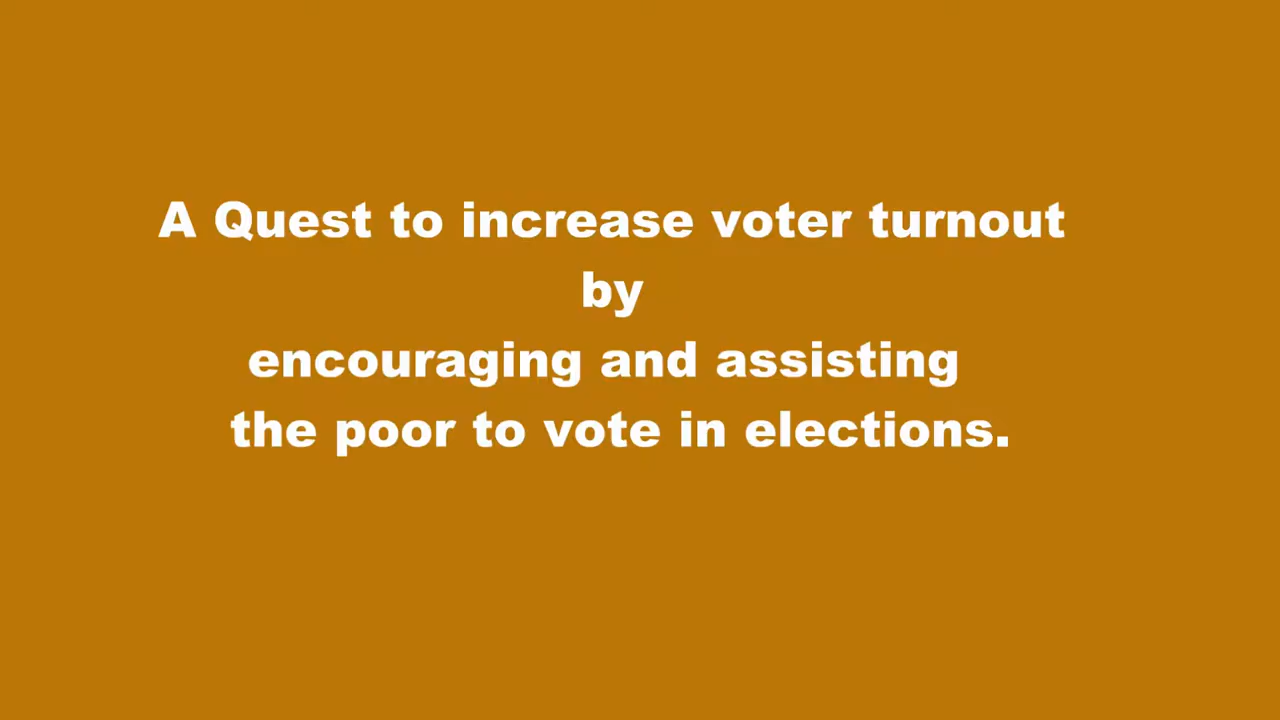 A Quest to increase voter turnout
by
encouraging and assisting
the poor to vote in elections.